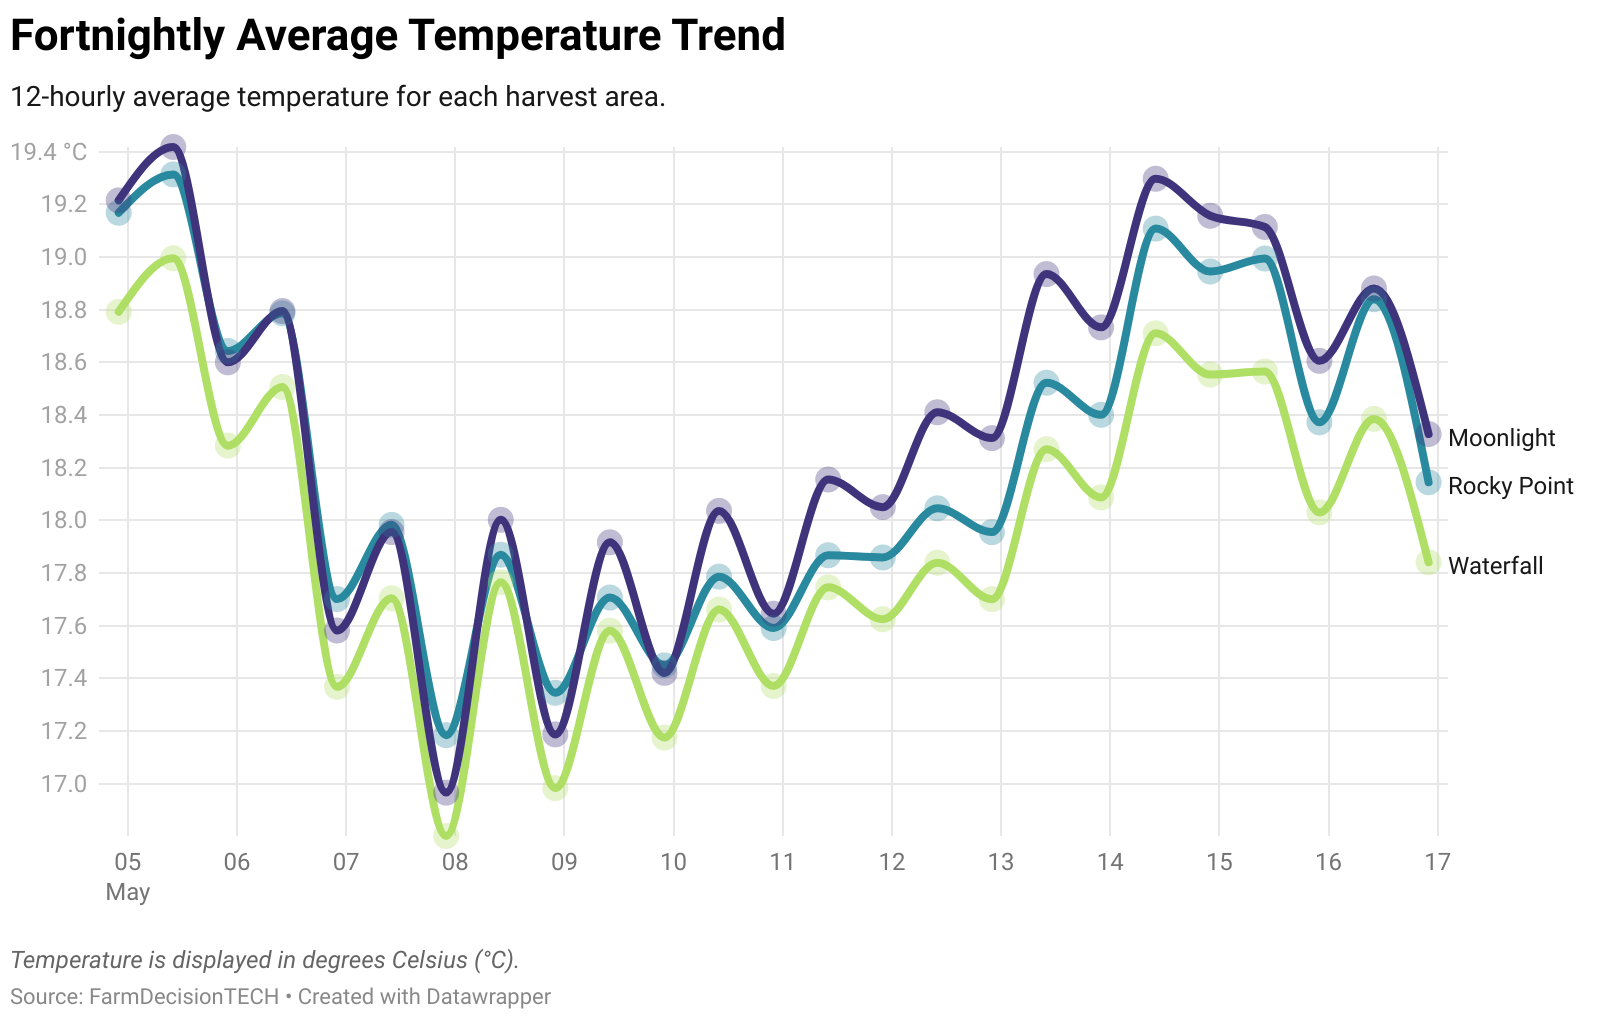 Fortnightly Average Temperature Trend
12-hourly average temperature for each harvest area.
19.4 °C
19.2
19.0
18.8
18.6
18.4
18.2
18.0
17.8
17.6
17.4
17.2
17.0
Moonlight
Rocky Point
Waterfall
05 06 07 08 09 10 11 12 13 14 15 16 17
May
Temperature is displayed in degrees Celsius (°C).
Source: FarmDecisionTECH • Created with Datawrapper